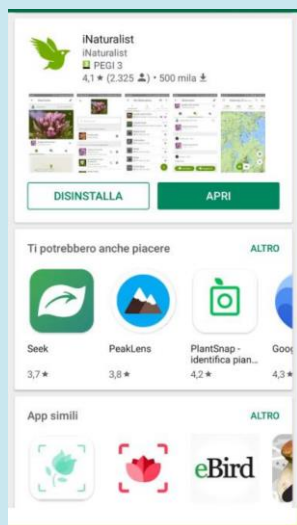 iNaturalist
iNaturalist
PEGI 3
4,1★ (2.325) • 500 mila
DISINSTALLA APRI
Ti potrebbero anche piacere ALTRO
Seek PeakLens PlantSnap - identifica pian... Goog
3,7★ 3,8★ 4,2★ 4,3★
App simili ALTRO
eBird